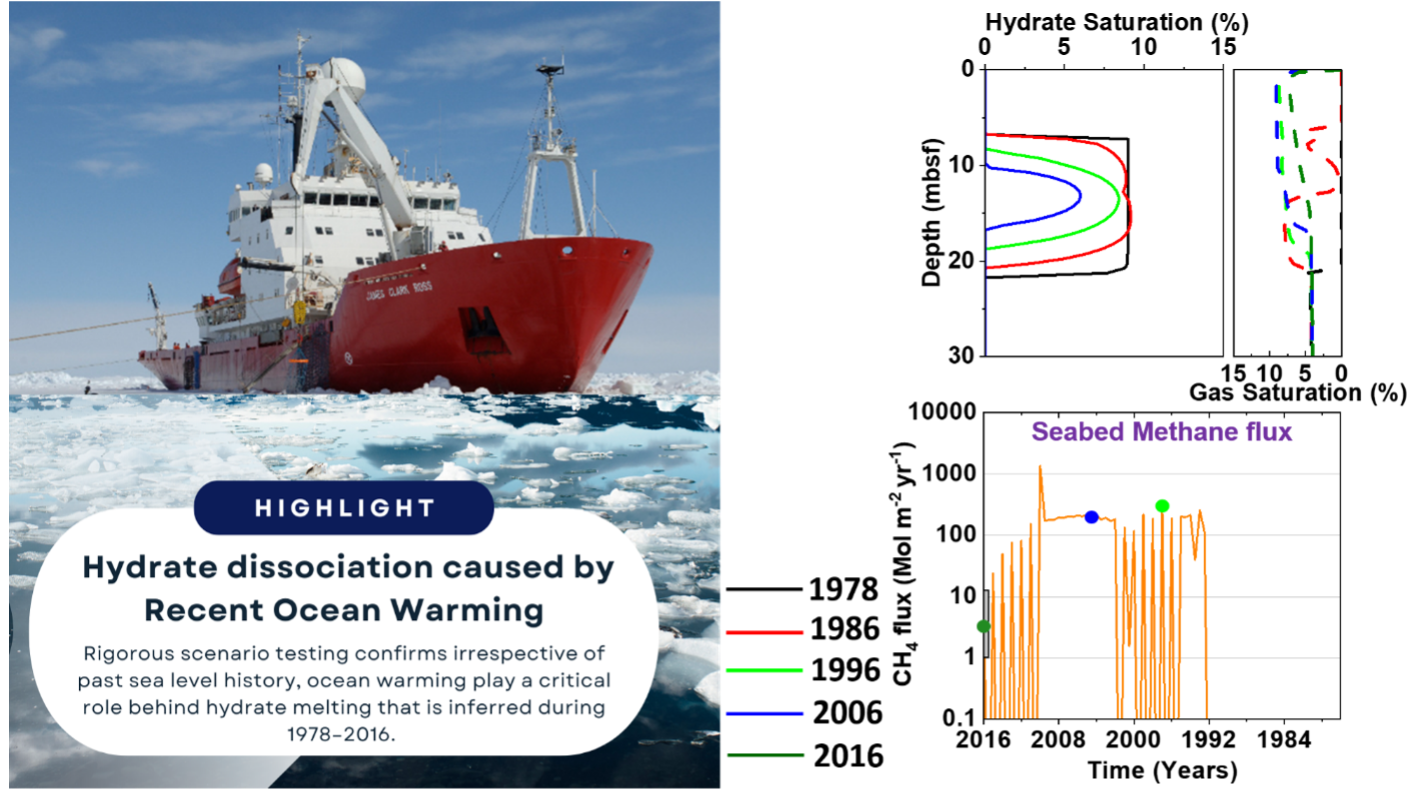 JAMES CLARK ROSS
HIGHLIGHT
Hydrate dissociation caused by
Recent Ocean Warming
Rigorous scenario testing confirms irrespective of
past sea level history, ocean warming play a critical
role behind hydrate melting that is inferred during
1978–2016.
Hydrate Saturation (%)
0 5 10 15
0
10
20
30
Depth (mbsf)
15 10 5 0
Gas Saturation (%)
1978
1986
1996
2006
2016
Seabed Methane flux
CH₄ flux (Mol m⁻² yr⁻¹)
10000
1000
100
10
1
0.1
2016 2008 2000 1992 1984
Time (Years)